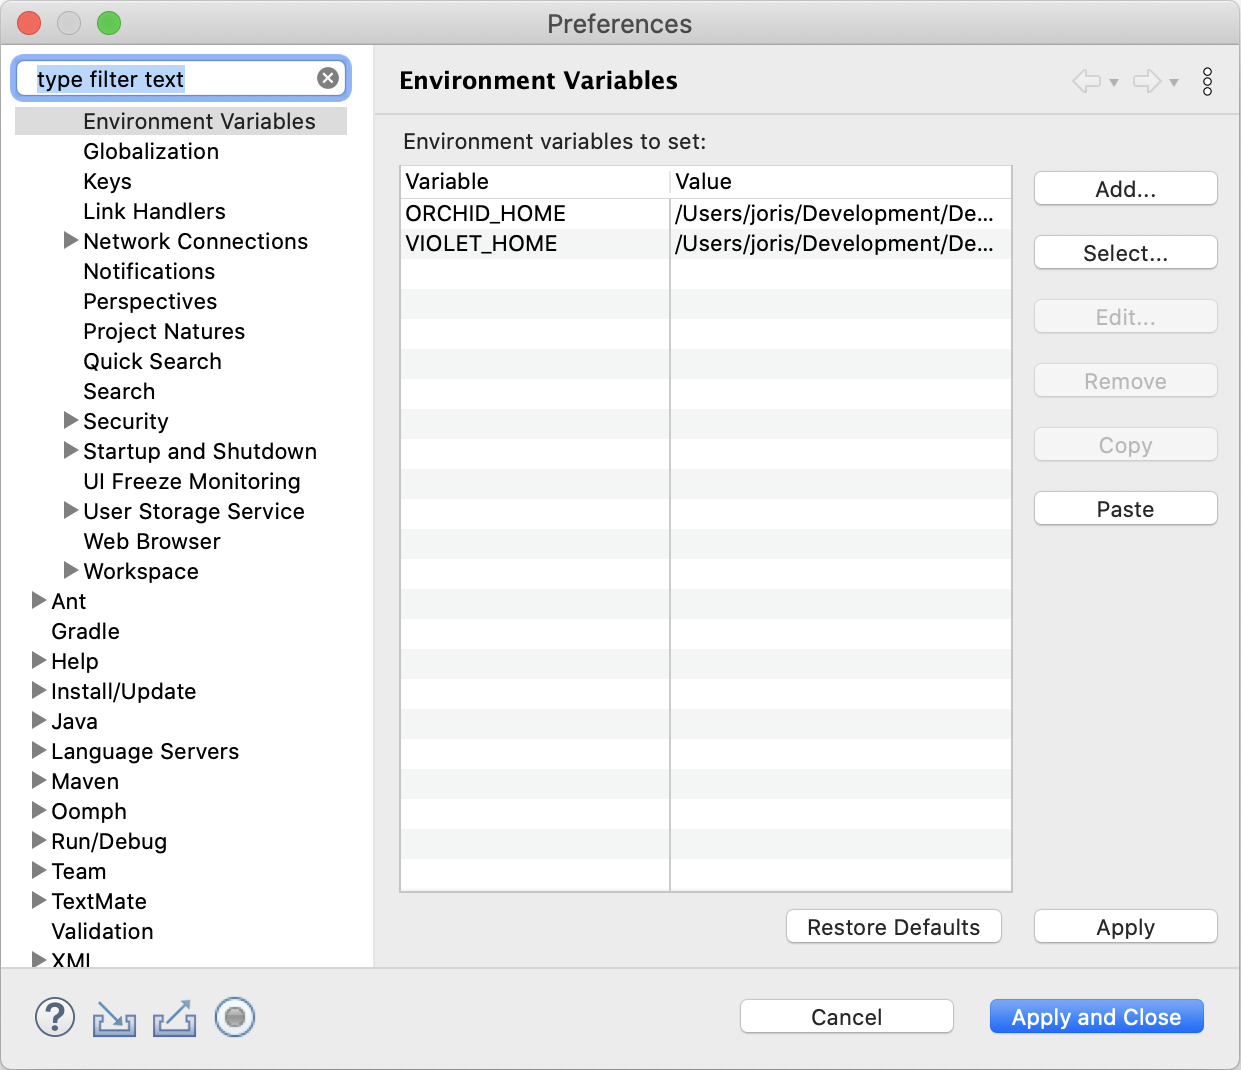 Preferences
type filter text
Environment Variables
Globalization
Keys
Link Handlers
Network Connections
Notifications
Perspectives
Project Natures
Quick Search
Search
Security
Startup and Shutdown
UI Freeze Monitoring
User Storage Service
Web Browser
Workspace
Ant
Gradle
Help
Install/Update
Java
Language Servers
Maven
Oomph
Run/Debug
Team
TextMate
Validation
XML
Environment Variables
Environment variables to set:
Variable Value
ORCHID_HOME /Users/joris/Development/De...
VIOLET_HOME /Users/joris/Development/De...
Add...
Select...
Edit...
Remove
Copy
Paste
Restore Defaults Apply
? Cancel Apply and Close